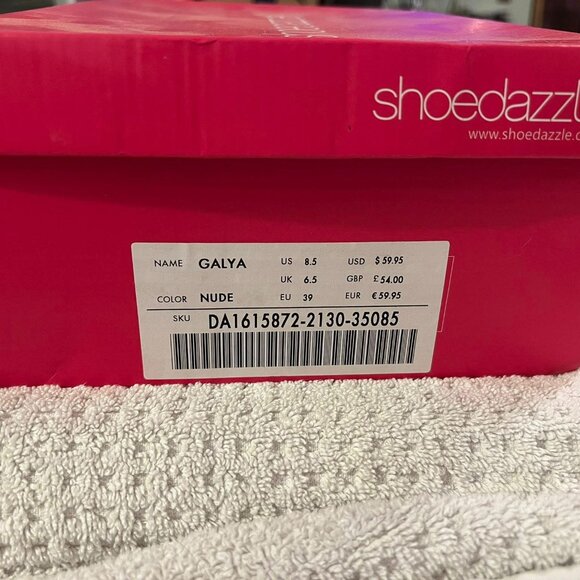 shoedazzle
www.shoedazzle.c
NAME GALYA US 8.5 USD $ 59.95
UK 6.5 GBP £ 54.00
COLOR NUDE EU 39 EUR € 59.95
SKU DA1615872-2130-35085